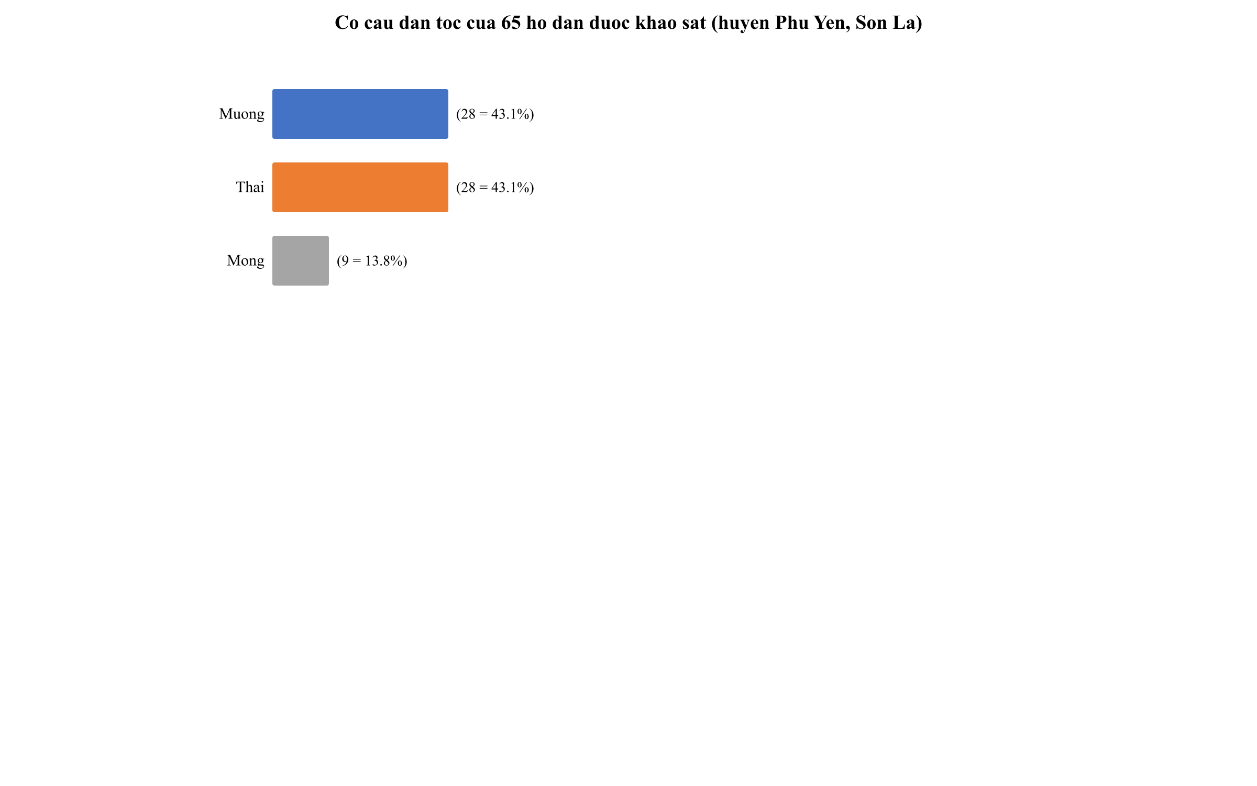 Co cau dan toc cua 65 ho dan duoc khao sat (huyen Phu Yen, Son La)
Muong (28 = 43.1%)
Thai (28 = 43.1%)
Mong (9 = 13.8%)